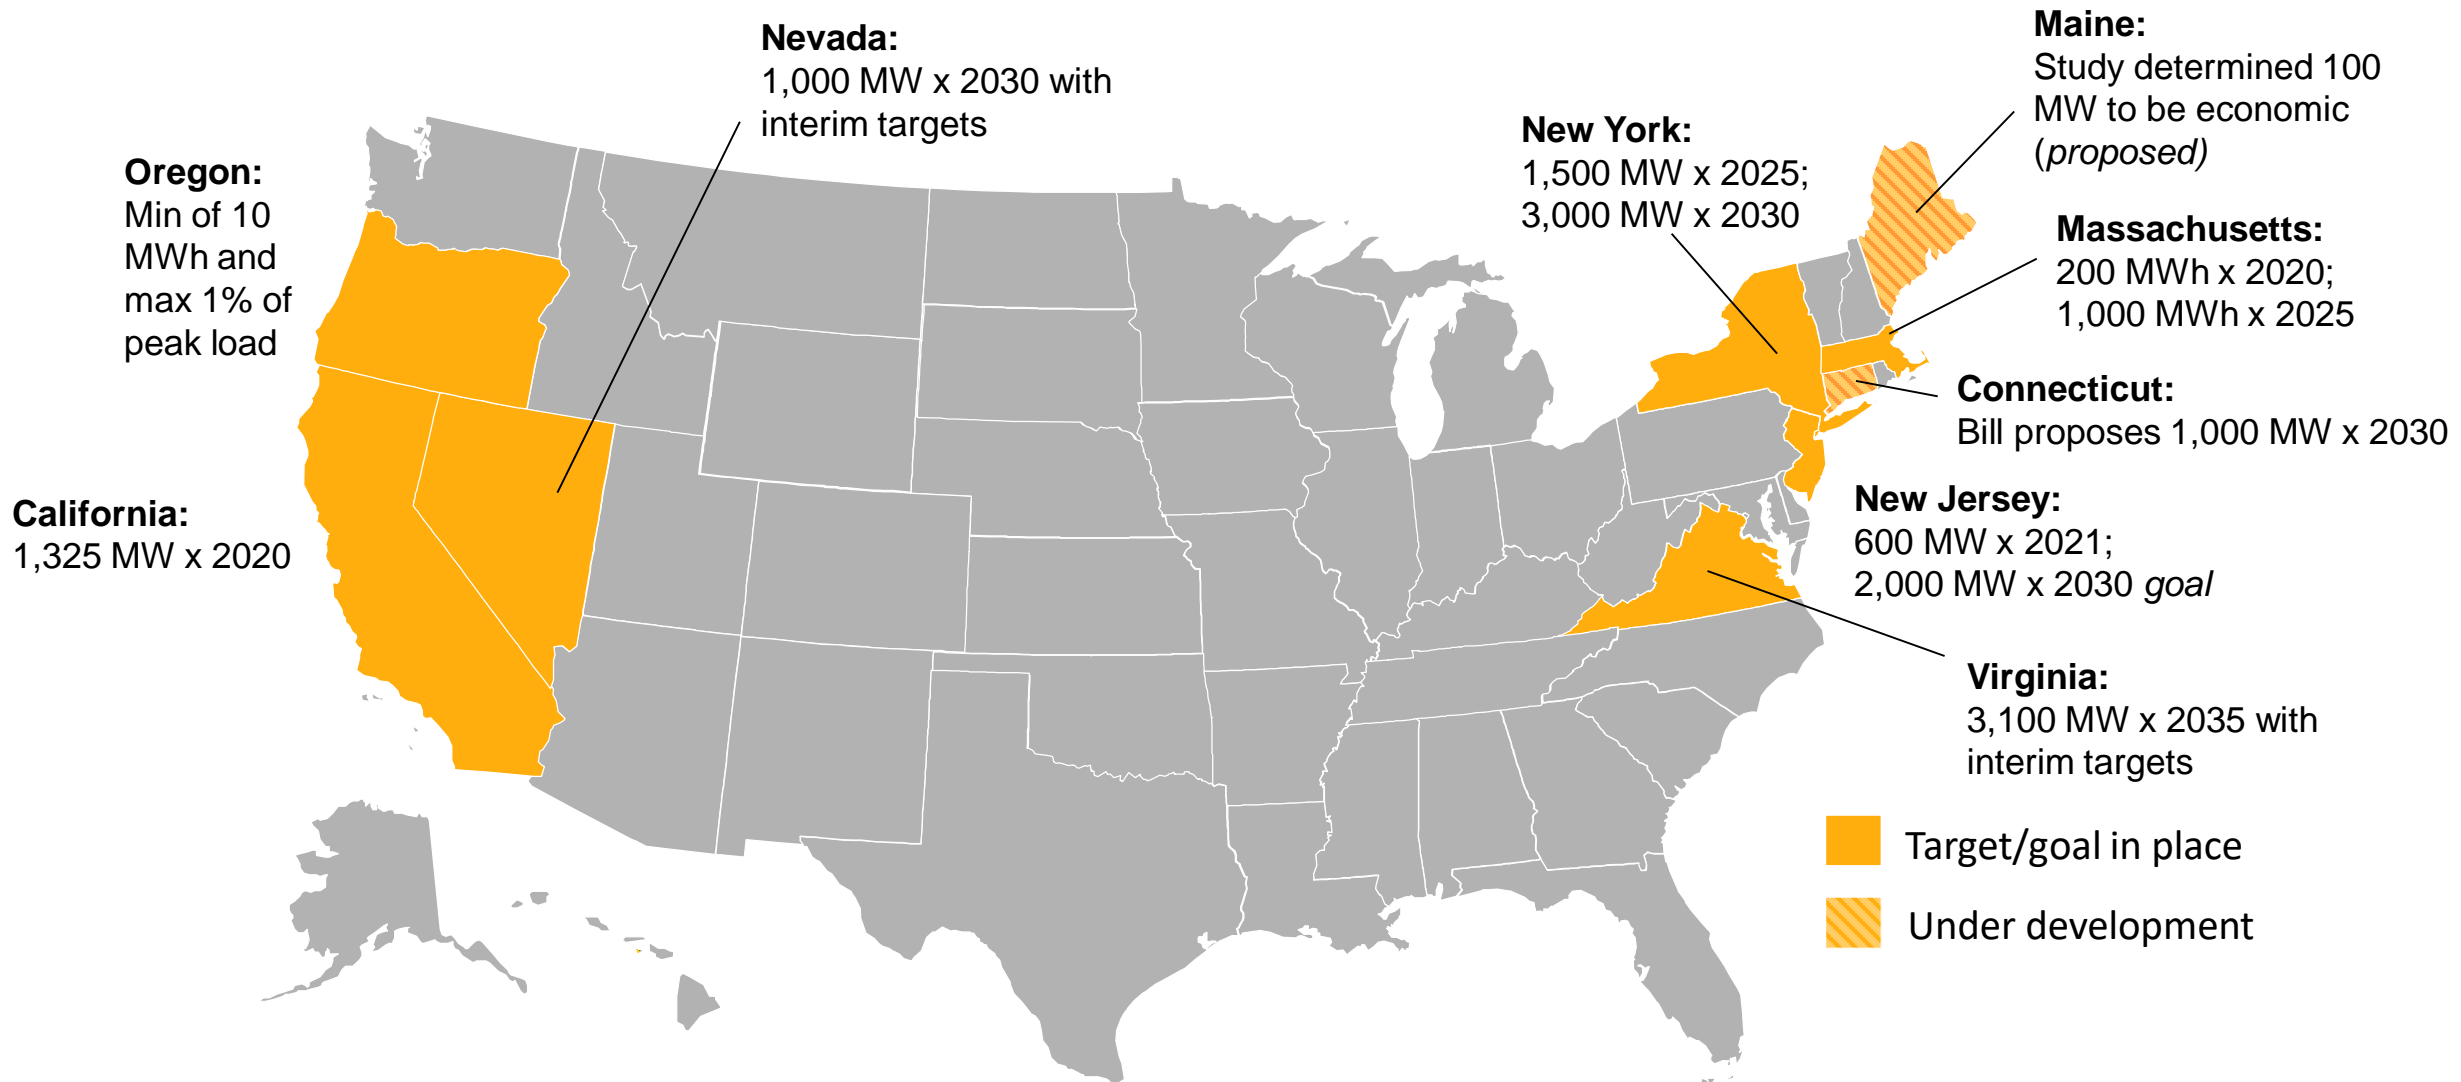 Nevada:
1,000 MW x 2030 with
interim targets
Maine:
Study determined 100
MW to be economic
(proposed)
New York:
1,500 MW x 2025;
3,000 MW x 2030
Oregon:
Min of 10
MWh and
max 1% of
peak load
Massachusetts:
200 MWh x 2020;
1,000 MWh x 2025
Connecticut:
Bill proposes 1,000 MW x 2030
California:
1,325 MW x 2020
New Jersey:
600 MW x 2021;
2,000 MW x 2030 goal
Virginia:
3,100 MW x 2035 with
interim targets
Target/goal in place
Under development